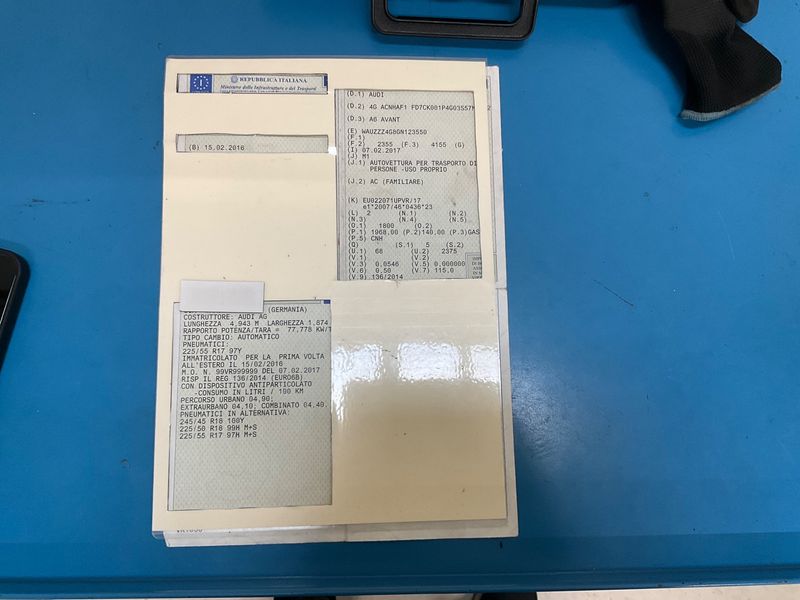 REPUBBLICA ITALIANA
Ministero delle Infrastrutture e dei Trasporti
(B) 15.02.2016
(D.1) AUDI
(D.2) 4G ACNHAF1 FD7CK081P4G03S57M 2
(D.3) A6 AVANT
(E) WAUZZZ4G8GN123550
(F.1)
(F.2) 2355 (F.3) 4155 (G)
(I) 07.02.2017
(J) M1
(J.1) AUTOVETTURA PER TRASPORTO DI
PERSONE -USO PROPRIO
(J.2) AC (FAMILIARE)
(K) EU022071UPVR/17
e1*2007/46*0436*23
(L) 2 (N.1) (N.2)
(N.3) (N.4) (N.5)
(O.1) 1800 (O.2)
(P.1) 1968,00 (P.2)140,00 (P.3)GAS
(P.5) CNH
(Q) (S.1) 5 (S.2)
(U.1) 68 (U.2) 2375
(V.1) (V.2)
(V.3) 0,0546 (V.5) 0,000000
(V.6) 0,50 (V.7) 115,0
(V.9) 136/2014
(GERMANIA)
COSTRUTTORE: AUDI AG
LUNGHEZZA 4,943 M LARGHEZZA 1,874
RAPPORTO POTENZA/TARA = 77,778 KW/T
TIPO CAMBIO: AUTOMATICO
PNEUMATICI:
225/55 R17 97Y
IMMATRICOLATO PER LA PRIMA VOLTA
ALL'ESTERO IL 15/02/2016
M.O. N. 99VR999999 DEL 07.02.2017
RISP IL REG 136/2014 (EURO6B)
CON DISPOSITIVO ANTIPARTICOLATO
-CONSUMO IN LITRI / 100 KM
PERCORSO URBANO 04,90;
EXTRAURBANO 04,10; COMBINATO 04,40.
PNEUMATICI IN ALTERNATIVA:
245/45 R18 100Y
225/50 R18 99H M+S
225/55 R17 97H M+S